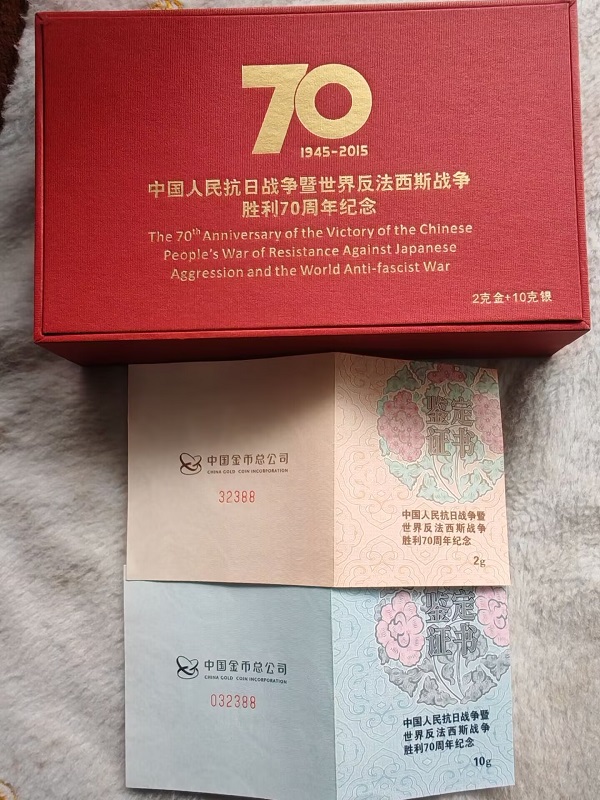 70
1945-2015
中国人民抗日战争暨世界反法西斯战争
胜利70周年纪念
The 70th Anniversary of the Victory of the Chinese
People's War of Resistance Against Japanese
Aggression and the World Anti-fascist War
2克金+10克银
中国金币总公司
CHINA GOLD COIN INCORPORATION
32388
鉴定
证书
中国人民抗日战争暨
世界反法西斯战争
胜利70周年纪念
2g
中国金币总公司
CHINA GOLD COIN INCORPORATION
032388
鉴定
证书
中国人民抗日战争暨
世界反法西斯战争
胜利70周年纪念
10g